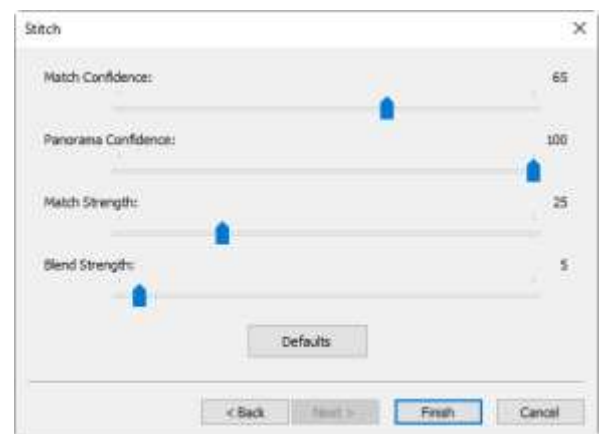 Stitch
Match Confidence: 65
Panorama Confidence: 100
Match Strength: 25
Blend Strength: 5
Defaults
< Back Next > Finish Cancel